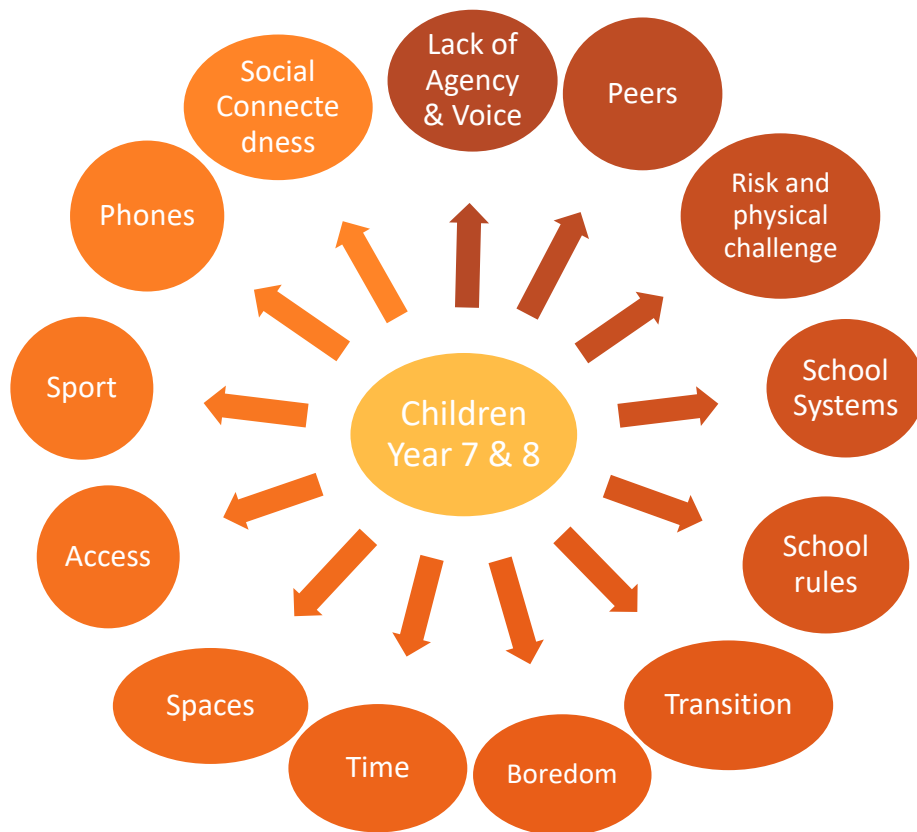 Lack of
Agency
& Voice
Peers
Risk and
physical
challenge
School
Systems
School
rules
Transition
Boredom
Time
Spaces
Access
Sport
Phones
Social
Connecte
dness
Children
Year 7 & 8